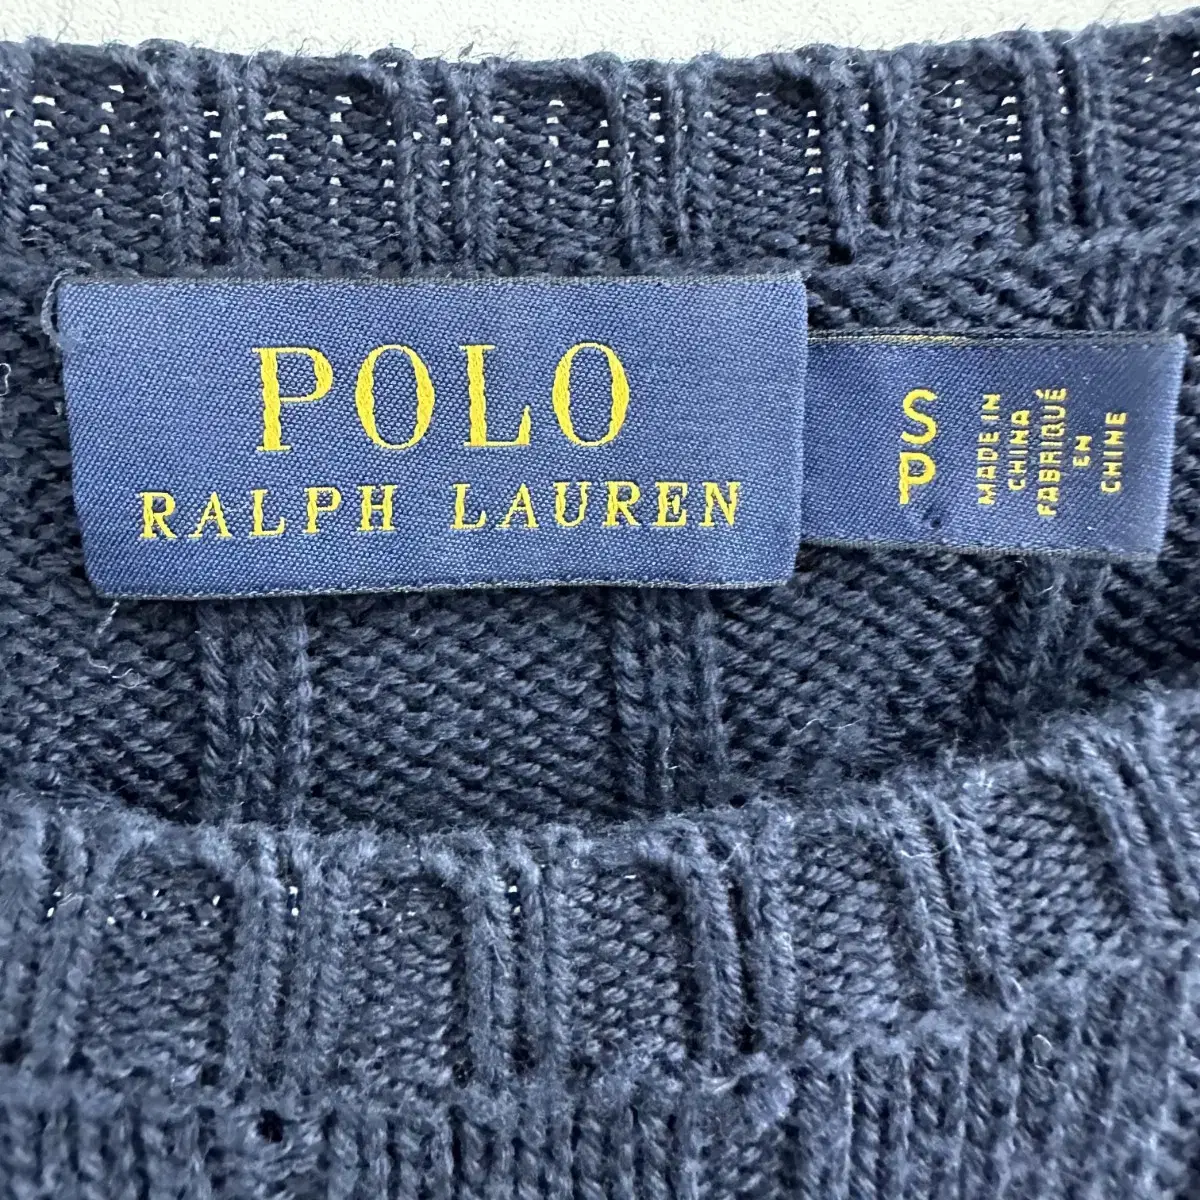 POLO
RALPH LAUREN
S
P
MADE IN
CHINA
FABRIQUÉ
EN
CHINE